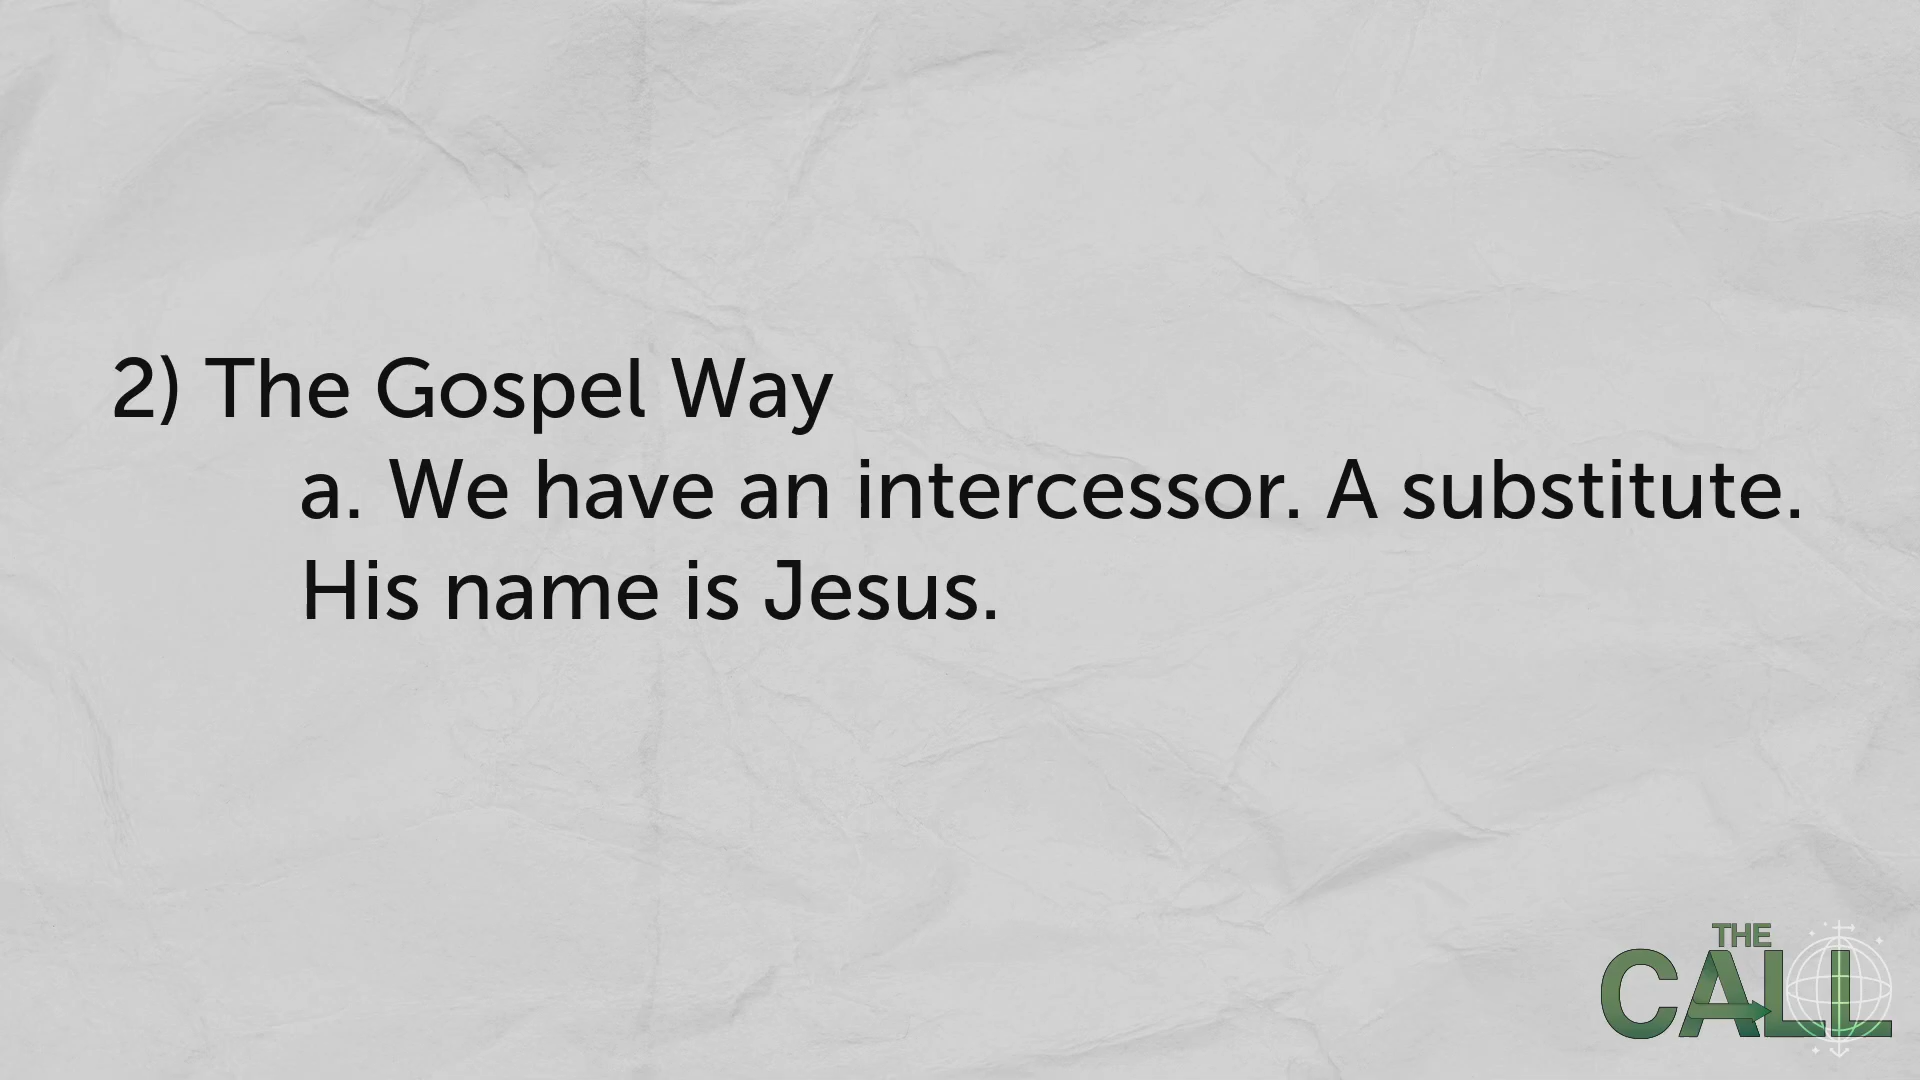 2) The Gospel Way
a. We have an intercessor. A substitute.
His name is Jesus.
THE
CALL